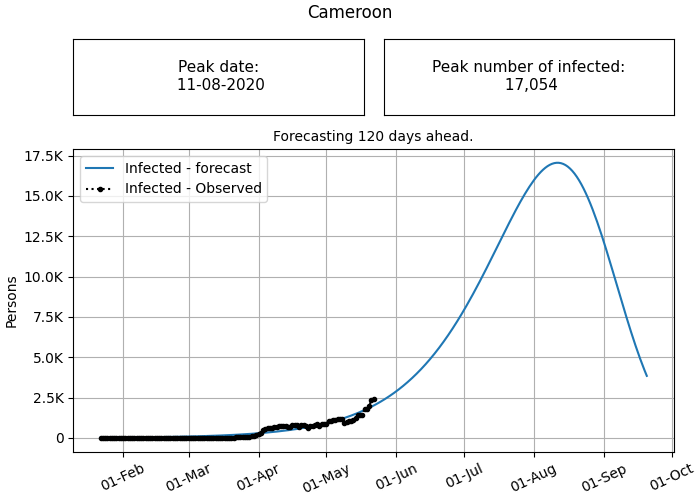 Cameroon
Peak date:
11-08-2020
Peak number of infected:
17,054
Forecasting 120 days ahead.
Infected - forecast
Infected - Observed
Persons
17.5K
15.0K
12.5K
10.0K
7.5K
5.0K
2.5K
0
01-Feb
01-Mar
01-Apr
01-May
01-Jun
01-Jul
01-Aug
01-Sep
01-Oct